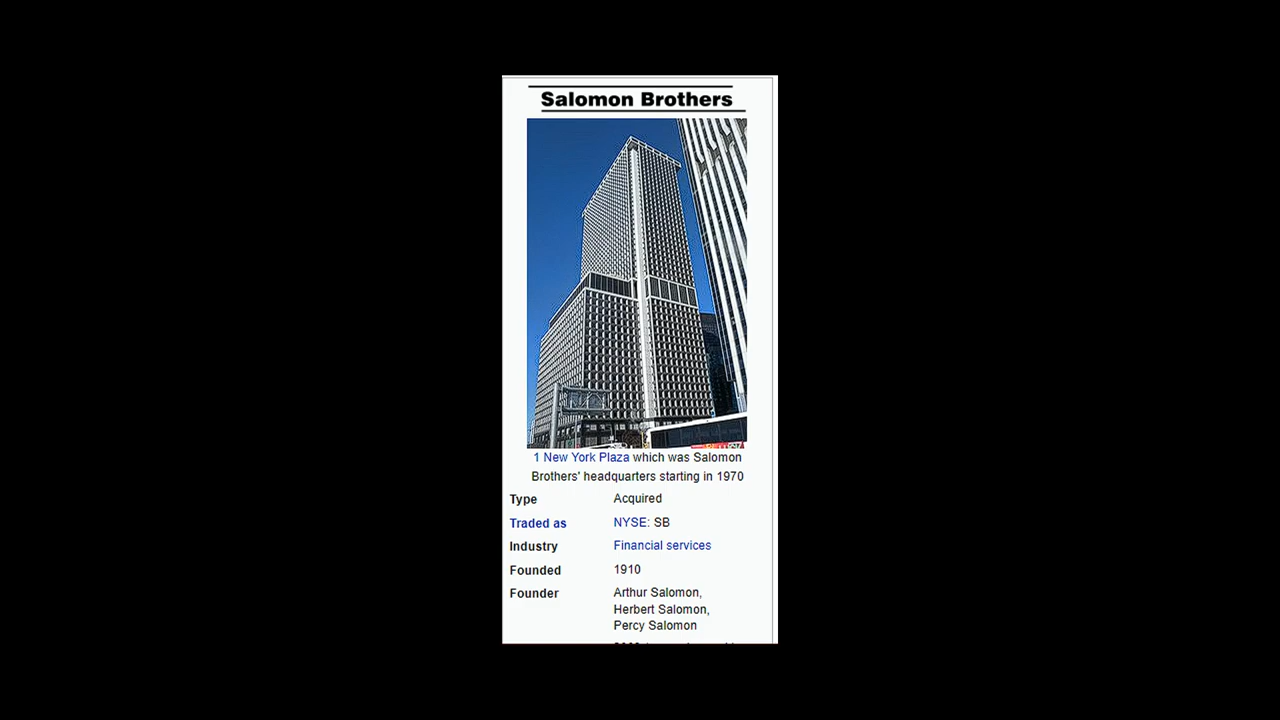 Salomon Brothers
1 New York Plaza which was Salomon
Brothers' headquarters starting in 1970
Type Acquired
Traded as NYSE: SB
Industry Financial services
Founded 1910
Founder Arthur Salomon,
Herbert Salomon,
Percy Salomon